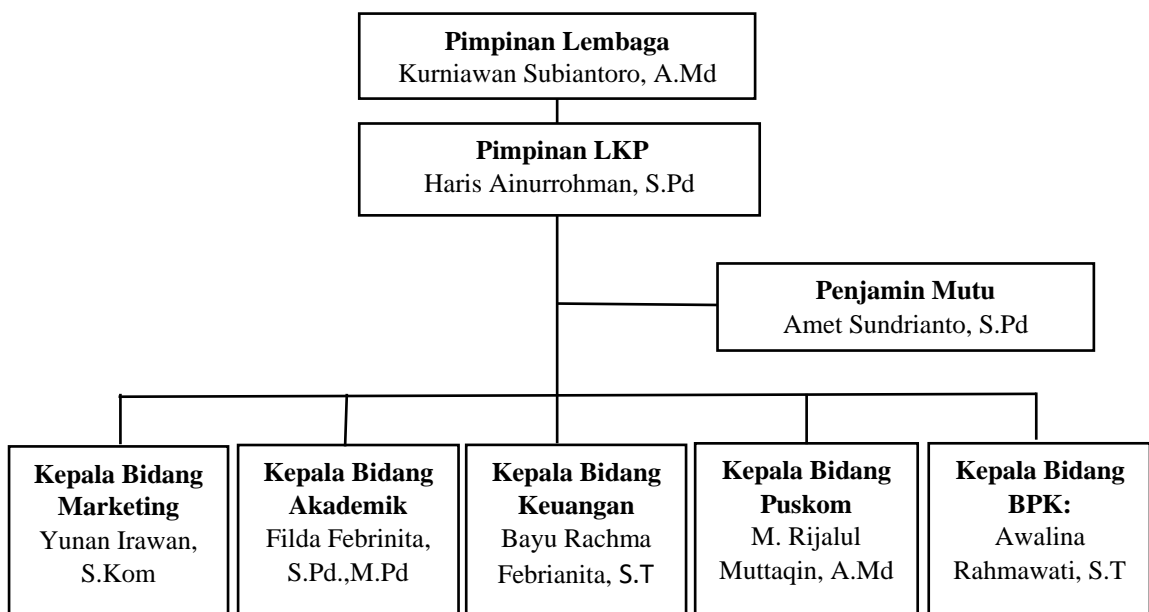 Pimpinan Lembaga
Kurniawan Subiantoro, A.Md
Pimpinan LKP
Haris Ainurrohman, S.Pd
Penjamin Mutu
Amet Sundrianto, S.Pd
Kepala Bidang
Marketing
Yunan Irawan,
S.Kom
Kepala Bidang
Akademik
Filda Febrinita,
S.Pd.,M.Pd
Kepala Bidang
Keuangan
Bayu Rachma
Febrianita, S.T
Kepala Bidang
Puskom
M. Rijalul
Muttaqin, A.Md
Kepala Bidang
BPK:
Awalina
Rahmawati, S.T